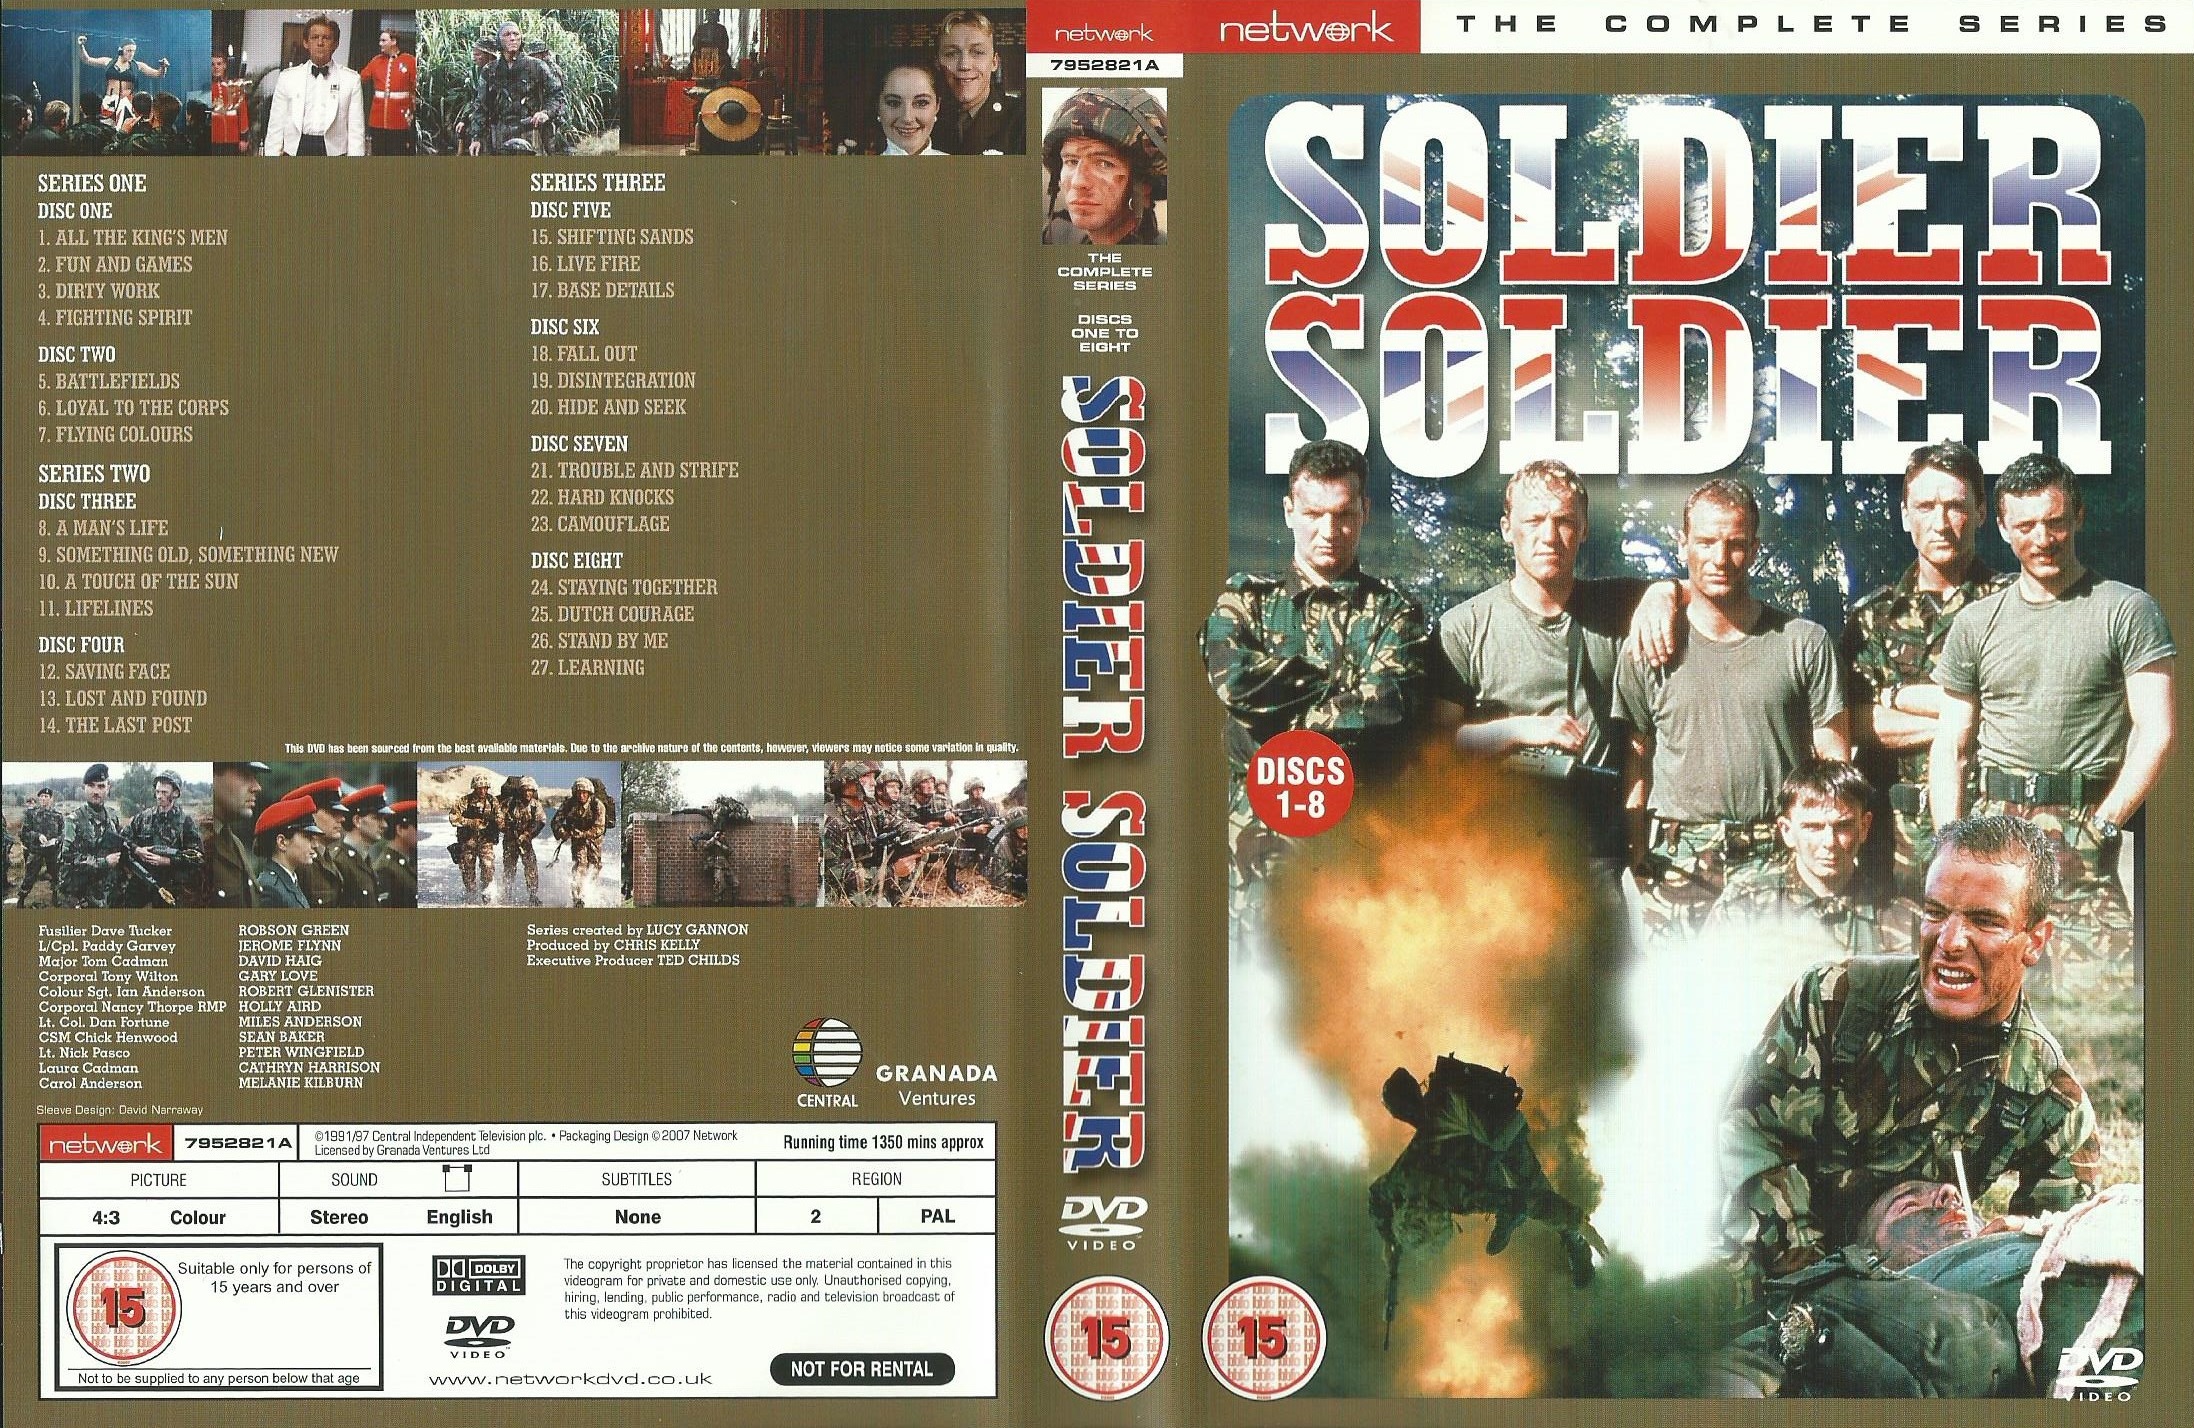 SERIES ONE
DISC ONE
1. ALL THE KING'S MEN
2. FUN AND GAMES
3. DIRTY WORK
4. FIGHTING SPIRIT
DISC TWO
5. BATTLEFIELDS
6. LOYAL TO THE CORPS
7. FLYING COLOURS
SERIES TWO
DISC THREE
8. A MAN'S LIFE
9. SOMETHING OLD, SOMETHING NEW
10. A TOUCH OF THE SUN
11. LIFELINES
DISC FOUR
12. SAVING FACE
13. LOST AND FOUND
14. THE LAST POST
SERIES THREE
DISC FIVE
15. SHIFTING SANDS
16. LIVE FIRE
17. BASE DETAILS
DISC SIX
18. FALL OUT
19. DISINTEGRATION
20. HIDE AND SEEK
DISC SEVEN
21. TROUBLE AND STRIFE
22. HARD KNOCKS
23. CAMOUFLAGE
DISC EIGHT
24. STAYING TOGETHER
25. DUTCH COURAGE
26. STAND BY ME
27. LEARNING
This DVD has been sourced from the best available materials. Due to the archive nature of the contents, however, viewers may notice some variation in quality.
Fusilier Dave Tucker ROBSON GREEN
L/Cpl. Paddy Garvey JEROME FLYNN
Major Tom Cadman DAVID HAIG
Corporal Tony Wilton GARY LOVE
Colour Sgt. Ian Anderson ROBERT GLENISTER
Corporal Nancy Thorpe RMP HOLLY AIRD
Lt. Col. Dan Fortune MILES ANDERSON
CSM Chick Henwood SEAN BAKER
Lt. Nick Pasco PETER WINGFIELD
Laura Cadman CATHRYN HARRISON
Carol Anderson MELANIE KILBURN
Series created by LUCY GANNON
Produced by CHRIS KELLY
Executive Producer TED CHILDS
CENTRAL
GRANADA
Ventures
Sleeve Design: David Narraway
network
7952821A
©1991/97 Central Independent Television plc. • Packaging Design ©2007 Network
Licensed by Granada Ventures Ltd
Running time 1350 mins approx
PICTURE SOUND SUBTITLES REGION
4:3 Colour Stereo English None 2 PAL
15
Suitable only for persons of
15 years and over
Not to be supplied to any person below that age
DOLBY
DIGITAL
DVD
VIDEO
www.networkdvd.co.uk
The copyright proprietor has licensed the material contained in this
videogram for private and domestic use only. Unauthorised copying,
hiring, lending, public performance, radio and television broadcast of
this videogram prohibited.
NOT FOR RENTAL
network
7952821A
THE
COMPLETE
SERIES
DISCS
ONE TO
EIGHT
SOLDIER SOLDIER
DVD
VIDEO
15
network
THE COMPLETE SERIES
SOLDIER
SOLDIER
DISCS
1-8
15
DVD
VIDEO